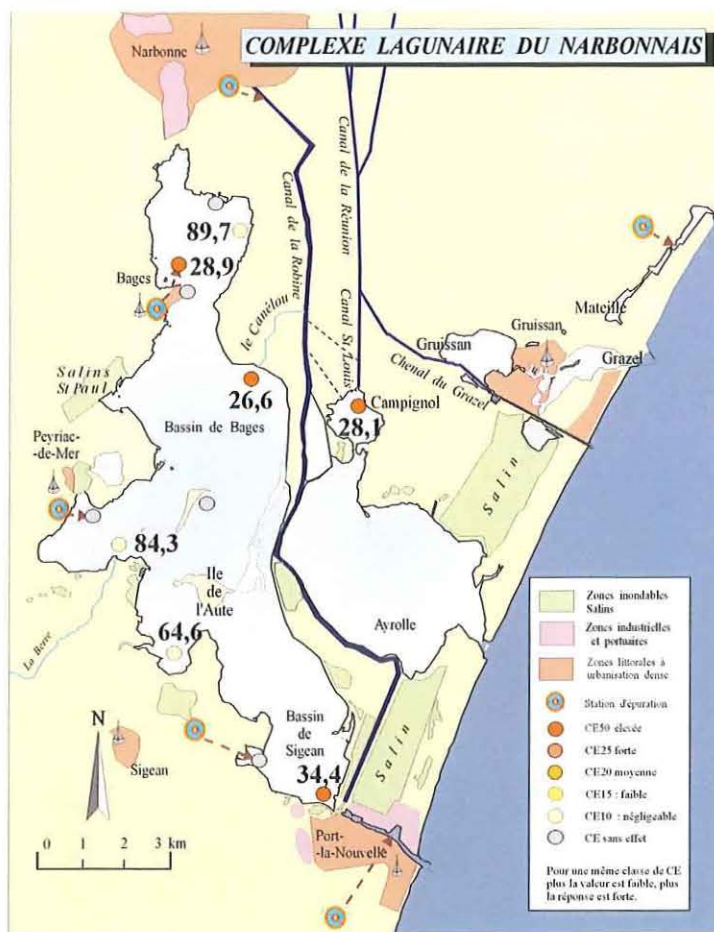 COMPLEXE LAGUNAIRE DU NARBONNAIS
Narbonne
Canal de la Robine
Canal de la Réunion
Canal St. Louis
89,7
28,9
Bages
le Canélou
Mateille
Gruissan
Gruissan
Grazel
Chenal du Grazel
Salins
St Paul
26,6
Bassin de Bages
Campignol
28,1
Peyriac-
de-Mer
Salin
84,3
Ile
de
l'Aute
Ayrolle
La Berre
64,6
N
Sigean
Bassin
de
Sigean
34,4
Salin
Port-
-la-Nouvelle
0 1 2 3 km
Zones inondables
Salins
Zones industrielles
et portuaires
Zones littorales à
urbanisation dense
Station d'épuration
CE50 élevée
CE25 forte
CE20 moyenne
CE15 : faible
CE10 : négligeable
CE sans effet
Pour une même classe de CE
plus la valeur est faible, plus
la réponse est forte.